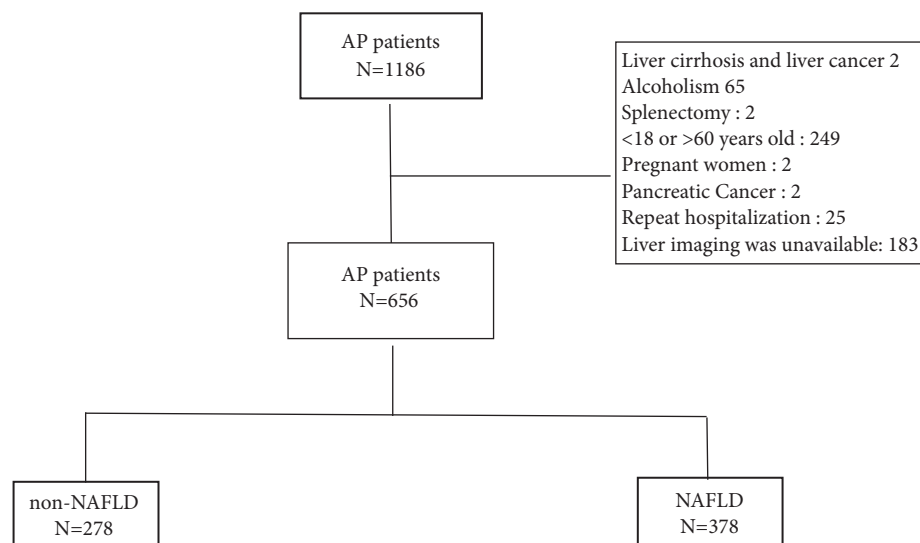 AP patients
N=1186
Liver cirrhosis and liver cancer 2
Alcoholism 65
Splenectomy : 2
<18 or >60 years old : 249
Pregnant women : 2
Pancreatic Cancer : 2
Repeat hospitalization : 25
Liver imaging was unavailable: 183
AP patients
N=656
non-NAFLD
N=278
NAFLD
N=378